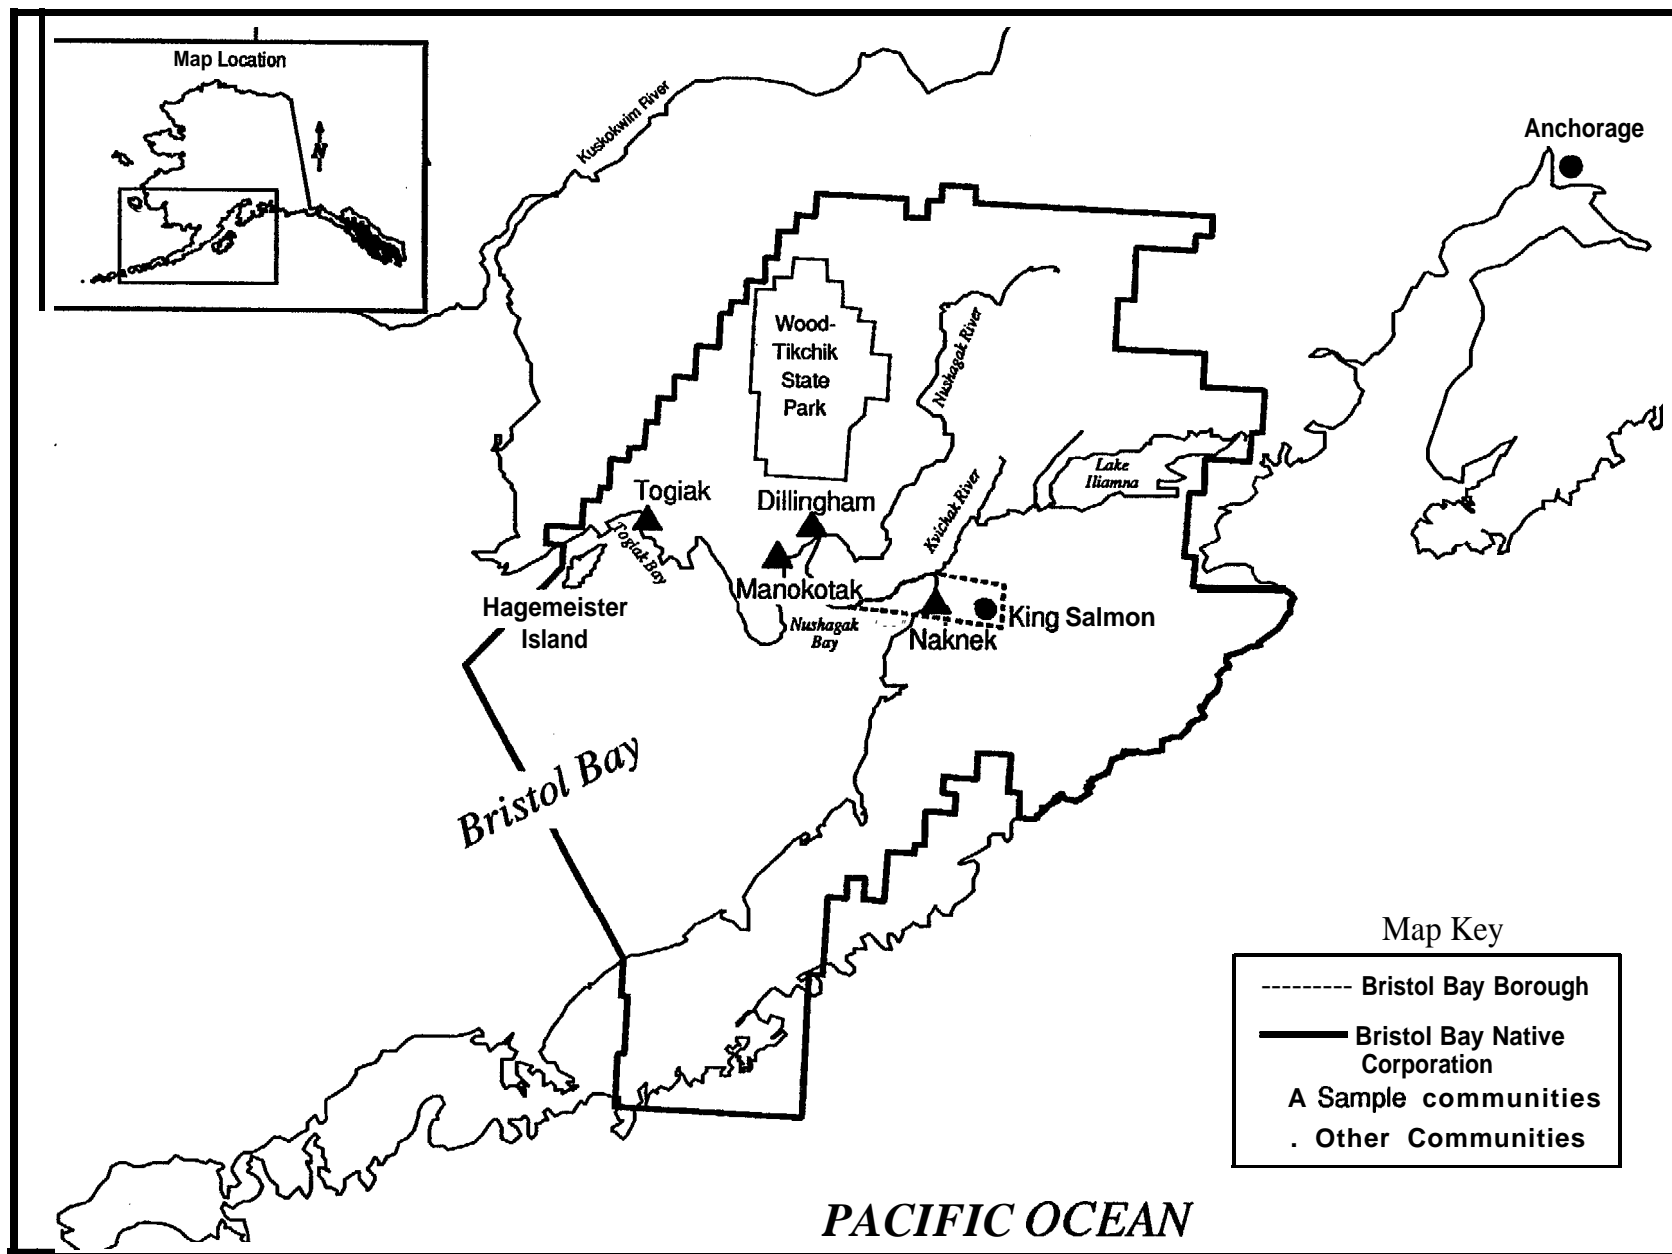 Map Location
N
Kuskokwim River
Anchorage
Wood-
Tikchik
State
Park
Nushagak River
Togiak
Dillingham
Kvichak River
Lake
Iliamna
Togiak Bay
Manokotak
Hagemeister
Island
Nushagak
Bay
Naknek
King Salmon
Bristol Bay
Map Key
---------- Bristol Bay Borough
Bristol Bay Native
Corporation
A Sample communities
. Other Communities
PACIFIC OCEAN